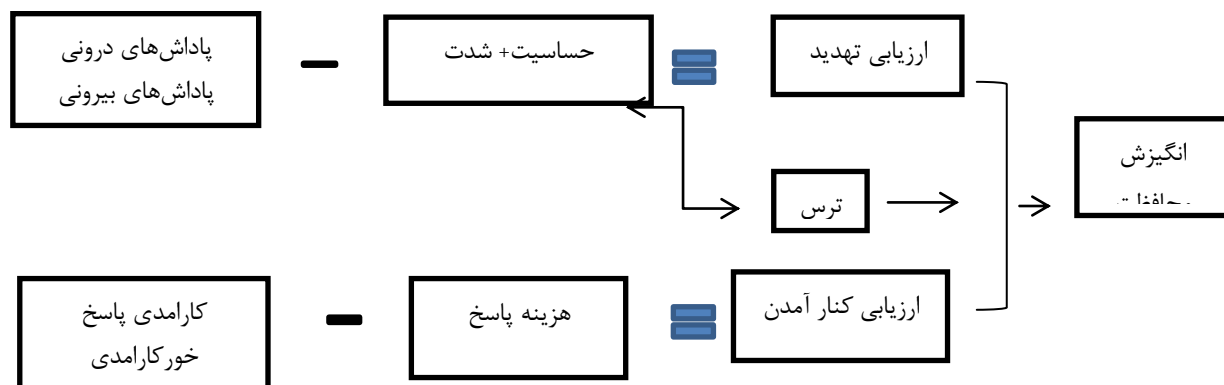 پاداش‌های درونی
پاداش‌های بیرونی
حساسیت+ شدت
ارزیابی تهدید
ترس
انگیزش
کارامدی پاسخ
خورکارامدی
هزینه پاسخ
ارزیابی کنار آمدن